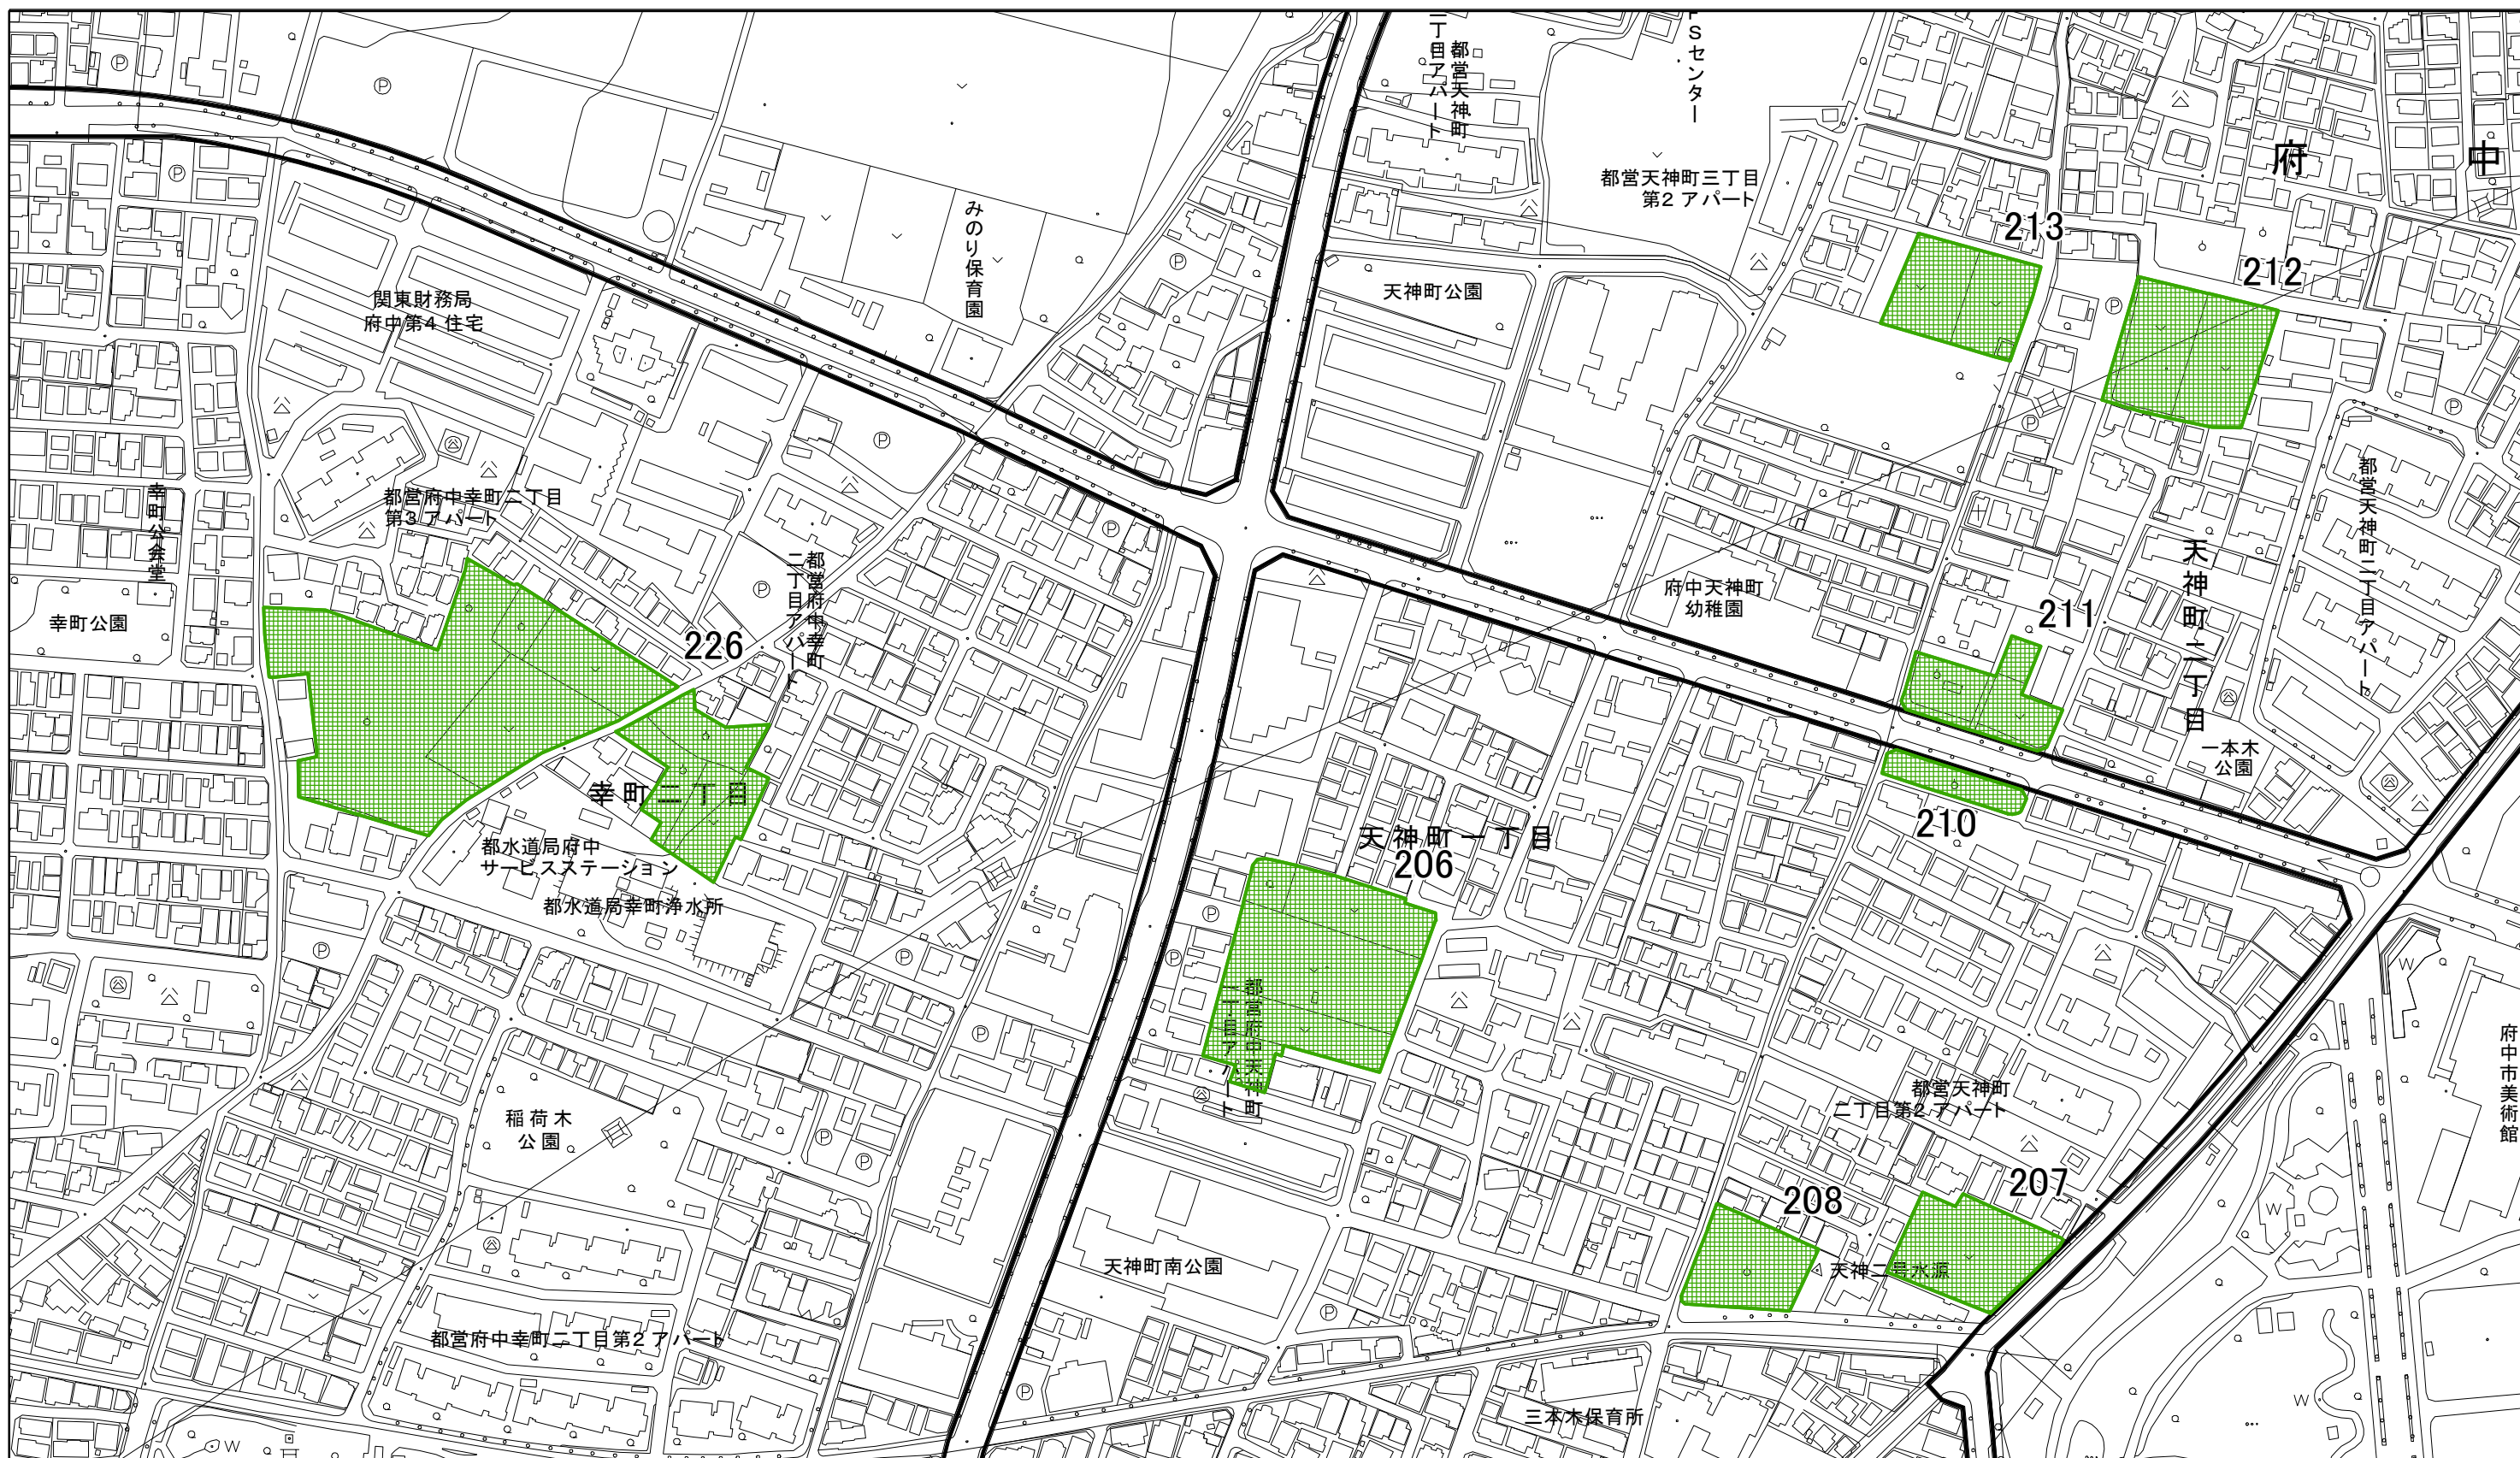 二丁目アパート
都営天神町
FSセンター
府中
都営天神町三丁目
第2アパート
213
212
みのり保育園
天神町公園
関東財務局
府中第4住宅
幸町公会堂
都営府中幸町二丁目
第3アパート
都営天神町二丁目アパート
天神町二丁目
都営府中幸町
二丁目アパート
府中天神町
幼稚園
211
幸町公園
226
一本木
公園
幸町二丁目
210
天神町一丁目
206
都水道局府中
サービスステーション
都水道局幸町浄水所
都営府中天神町
一丁目アパート
府中市美術館
都営天神町
二丁目第2アパート
稲荷木
公園
207
208
天神町南公園
天神二号水源
都営府中幸町二丁目第2アパート
三本木保育所